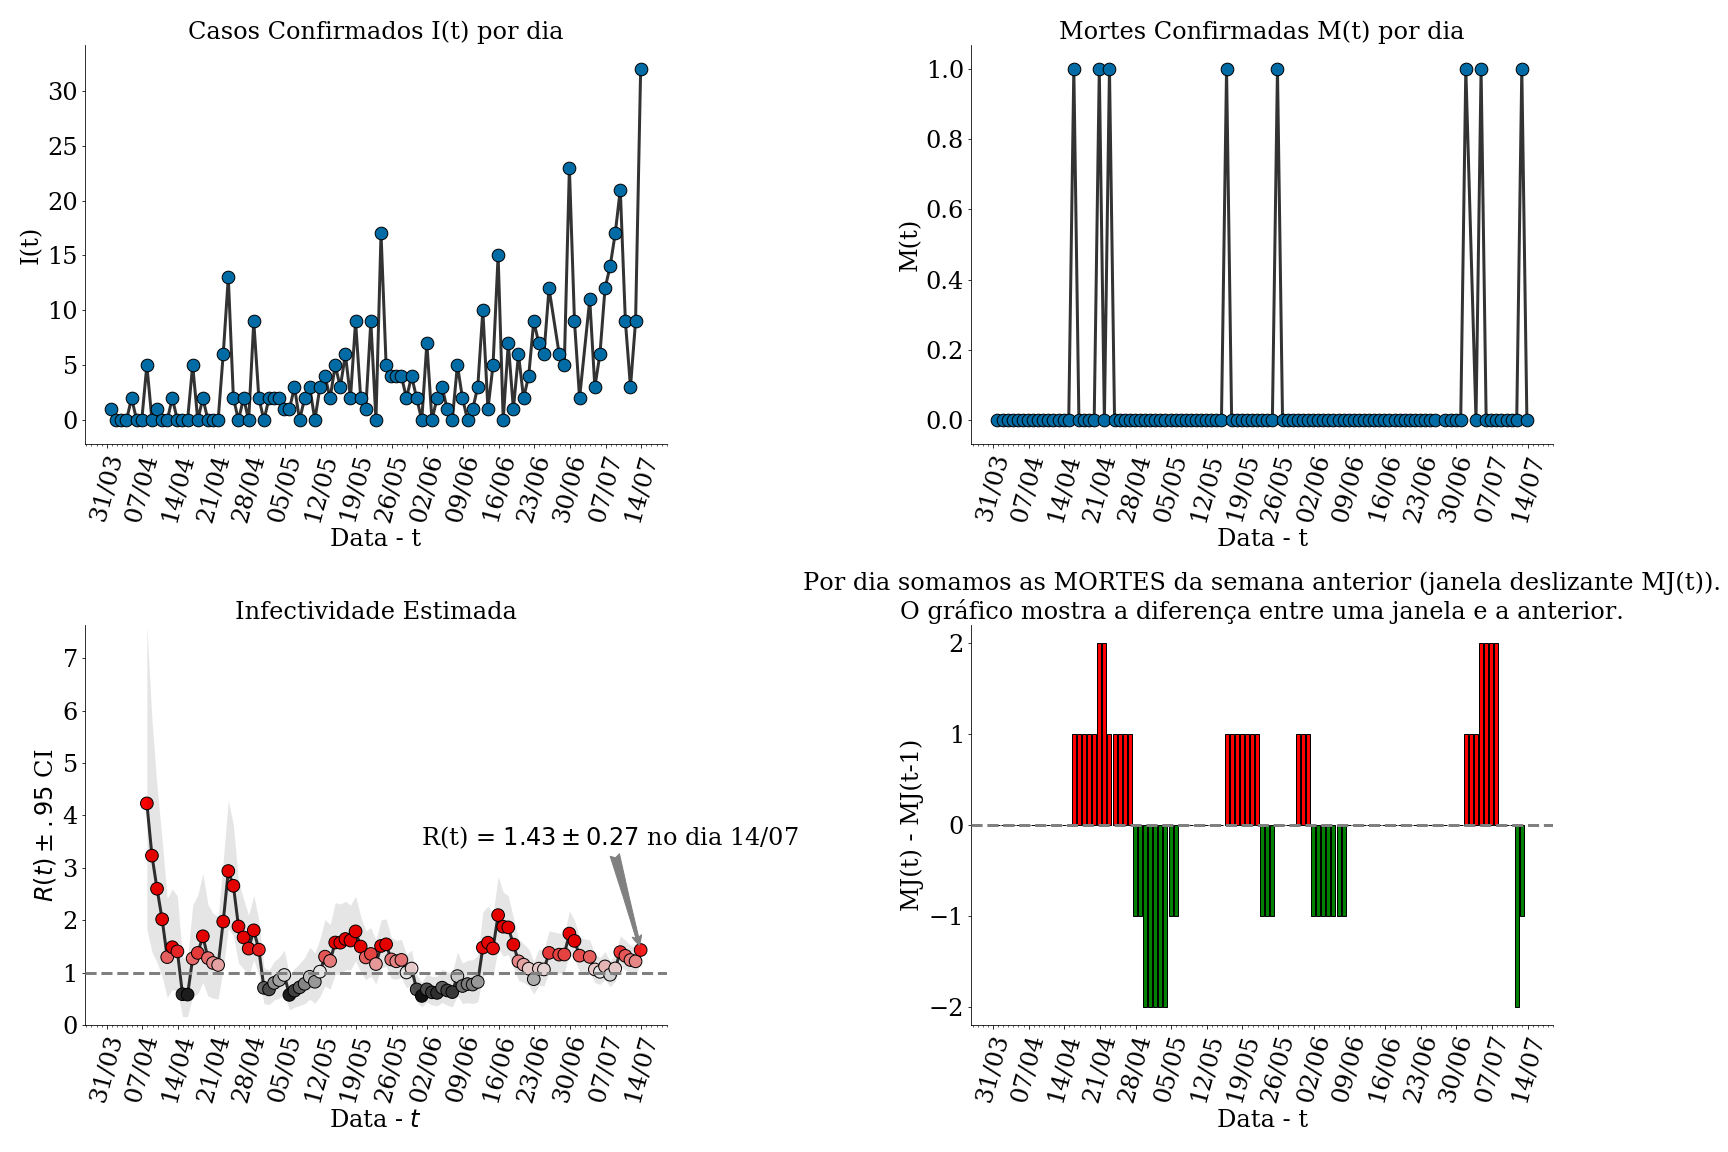 Casos Confirmados I(t) por dia
I(t)
30
25
20
15
10
5
0
31/03 07/04 14/04 21/04 28/04 05/05 12/05 19/05 26/05 02/06 09/06 16/06 23/06 30/06 07/07 14/07
Data - t
Mortes Confirmadas M(t) por dia
M(t)
1.0
0.8
0.6
0.4
0.2
0.0
31/03 07/04 14/04 21/04 28/04 05/05 12/05 19/05 26/05 02/06 09/06 16/06 23/06 30/06 07/07 14/07
Data - t
Infectividade Estimada
R(t) ± .95 CI
7
6
5
4
3
2
1
0
R(t) = 1.43 ± 0.27 no dia 14/07
31/03 07/04 14/04 21/04 28/04 05/05 12/05 19/05 26/05 02/06 09/06 16/06 23/06 30/06 07/07 14/07
Data - t
Por dia somamos as MORTES da semana anterior (janela deslizante MJ(t)).
O gráfico mostra a diferença entre uma janela e a anterior.
MJ(t) - MJ(t-1)
2
1
0
−1
−2
31/03 07/04 14/04 21/04 28/04 05/05 12/05 19/05 26/05 02/06 09/06 16/06 23/06 30/06 07/07 14/07
Data - t